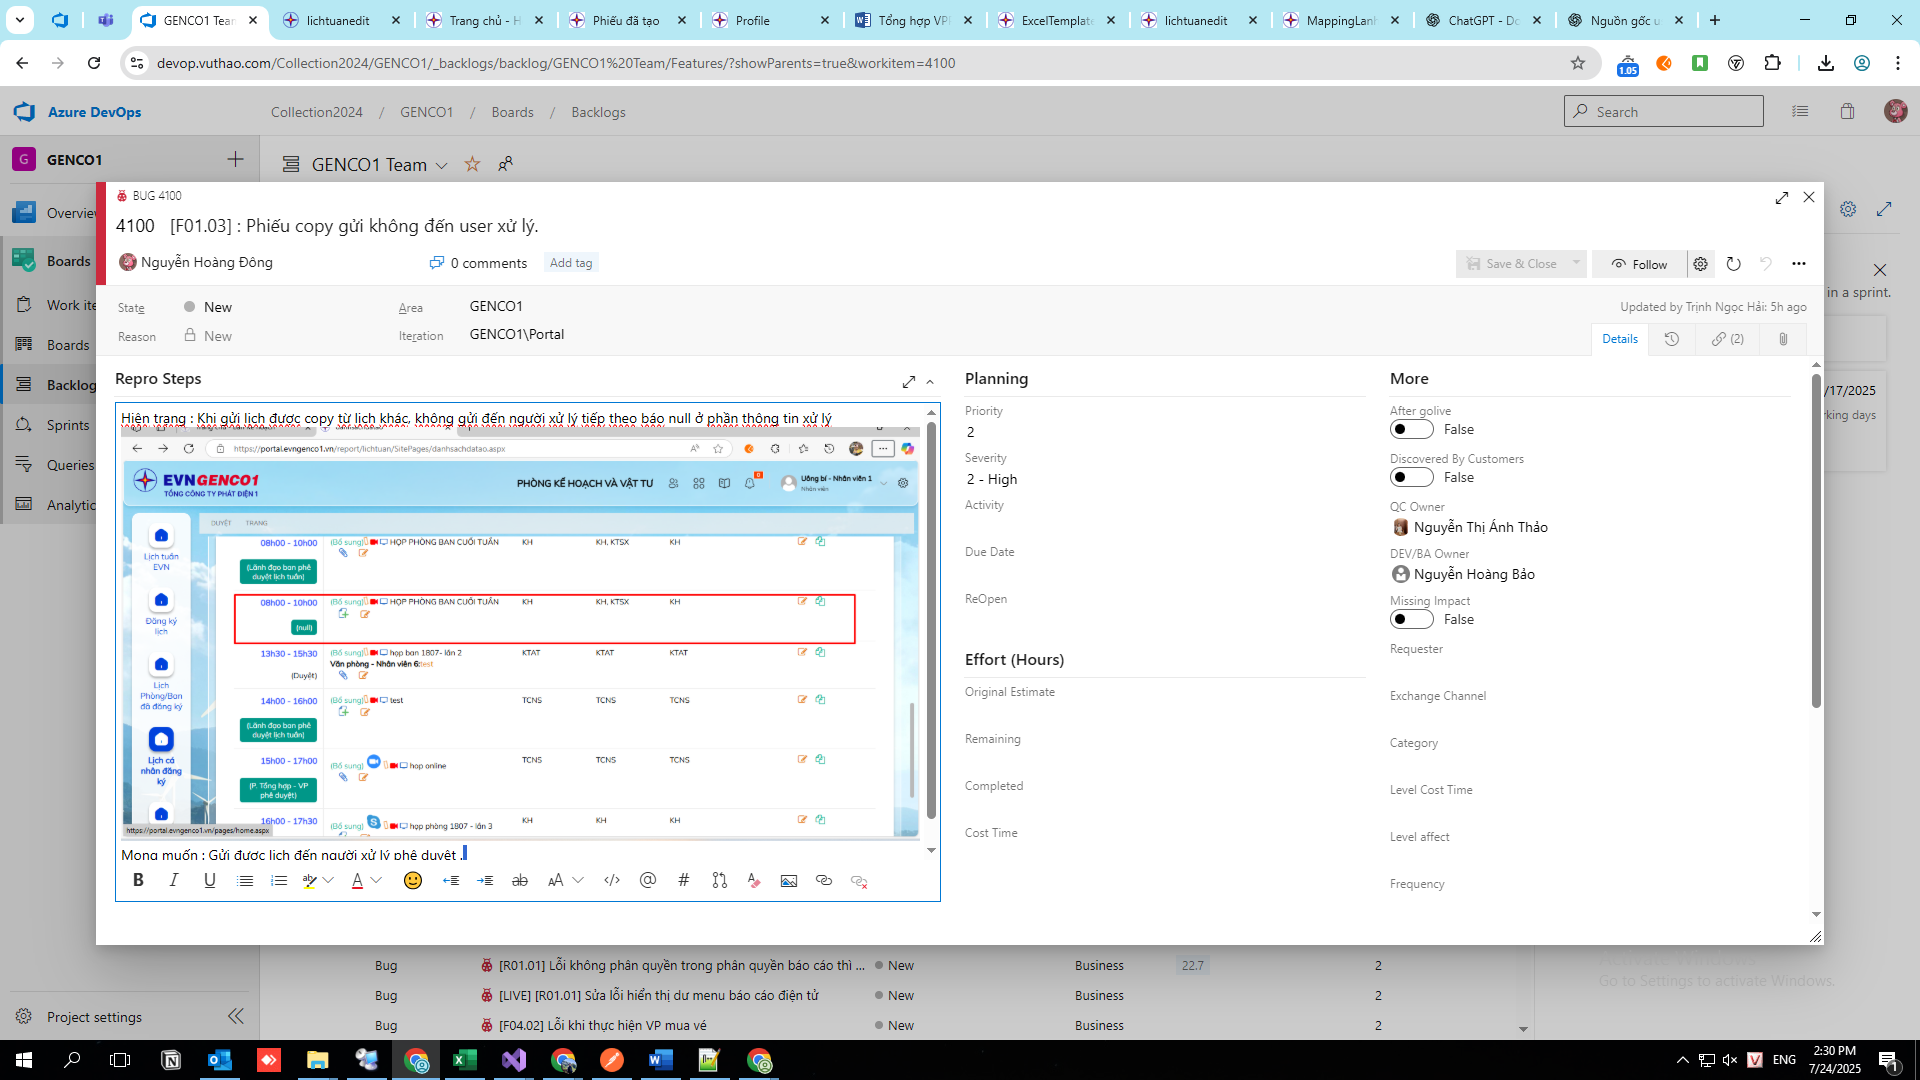 GENCO1 Tean
lichtuanedit
Trang chủ - H
Phiếu đã tạo
Profile
Tổng hợp VP
ExcelTemplate
lichtuanedit
MappingLanh
ChatGPT - Do
Nguồn gốc u
devop.vuthao.com/Collection2024/GENCO1/_backlogs/backlog/GENCO1%20Team/Features/?showParents=true&workitem=4100
1.05
Azure DevOps
Collection2024 / GENCO1 / Boards / Backlogs
Search
G GENCO1
GENCO1 Team
Overview
Boards
Work ite
Boards
Backlog
Sprints
Queries
Analytic
Project settings
BUG 4100
4100 [F01.03] : Phiếu copy gửi không đến user xử lý.
Nguyễn Hoàng Đông
0 comments
Add tag
Save & Close
Follow
State New
Area GENCO1
Updated by Trịnh Ngọc Hải: 5h ago
Reason New
Iteration GENCO1\Portal
Details
(2)
in a sprint.
/17/2025
rking days
Repro Steps
Hiện trạng : Khi gửi lịch được copy từ lịch khác, không gửi đến người xử lý tiếp theo báo null ở phần thông tin xử lý
https://portal.evngenco1.vn/report/lichtuan/SitePages/danhsachdatao.aspx
EVNGENCO1
TỔNG CÔNG TY PHÁT ĐIỆN 1
PHÒNG KẾ HOẠCH VÀ VẬT TƯ
Uông bí - Nhân viên 1
Nhân viên
DUYỆT TRANG
Lịch tuần EVN
Đăng ký lịch
Lịch Phòng/Ban đã đăng ký
Lịch cá nhân đăng ký
08h00 - 10h00 (Bổ sung) HỌP PHÒNG BAN CUỐI TUẦN KH KH, KTSX KH
(Lãnh đạo ban phê duyệt lịch tuần)
08h00 - 10h00 (Bổ sung) HỌP PHÒNG BAN CUỐI TUẦN KH KH, KTSX KH
(null)
13h30 - 15h30 (Bổ sung) họp ban 1807- lần 2 KTAT KTAT KTAT
Văn phòng - Nhân viên 6:test
(Duyệt)
14h00 - 16h00 (Bổ sung) test TCNS TCNS TCNS
(Lãnh đạo ban phê duyệt lịch tuần)
15h00 - 17h00 (Bổ sung) họp online TCNS TCNS TCNS
(P. Tổng hợp - VP phê duyệt)
16h00 - 17h30 (Bổ sung) họp phòng 1807 - lần 3 KH KH KH
https://portal.evngenco1.vn/pages/home.aspx
Mong muốn : Gửi được lịch đến người xử lý phê duyệt .
Planning
Priority
2
Severity
2 - High
Activity
Due Date
ReOpen
Effort (Hours)
Original Estimate
Remaining
Completed
Cost Time
More
After golive
False
Discovered By Customers
False
QC Owner
Nguyễn Thị Ánh Thảo
DEV/BA Owner
Nguyễn Hoàng Bảo
Missing Impact
False
Requester
Exchange Channel
Category
Level Cost Time
Level affect
Frequency
Bug [R01.01] Lỗi không phân quyền trong phân quyền báo cáo thì ... New Business 22.7 2
Bug [LIVE] [R01.01] Sửa lỗi hiển thị dư menu báo cáo điện tử New Business 2
Bug [F04.02] Lỗi khi thực hiện VP mua vé New Business 2
Activate Windows
Go to Settings to activate Windows.
ENG
2:30 PM
7/24/2025
1